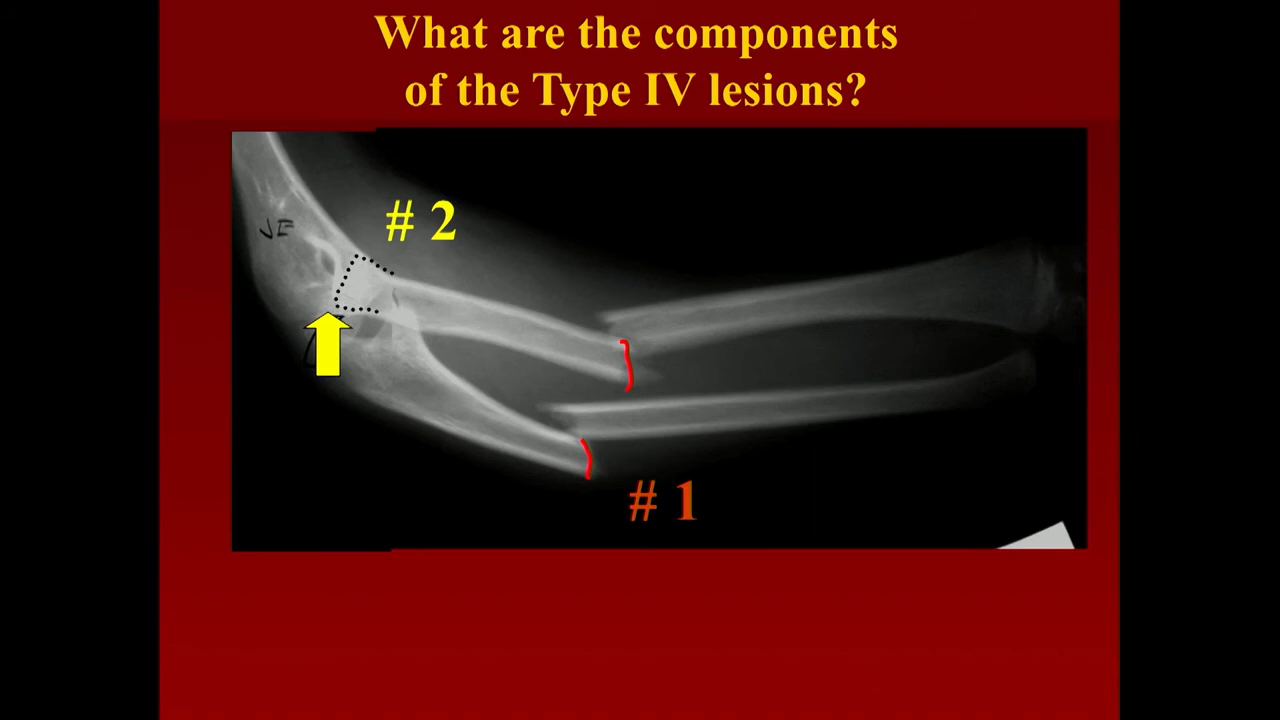 What are the components
of the Type IV lesions?
# 2
# 1